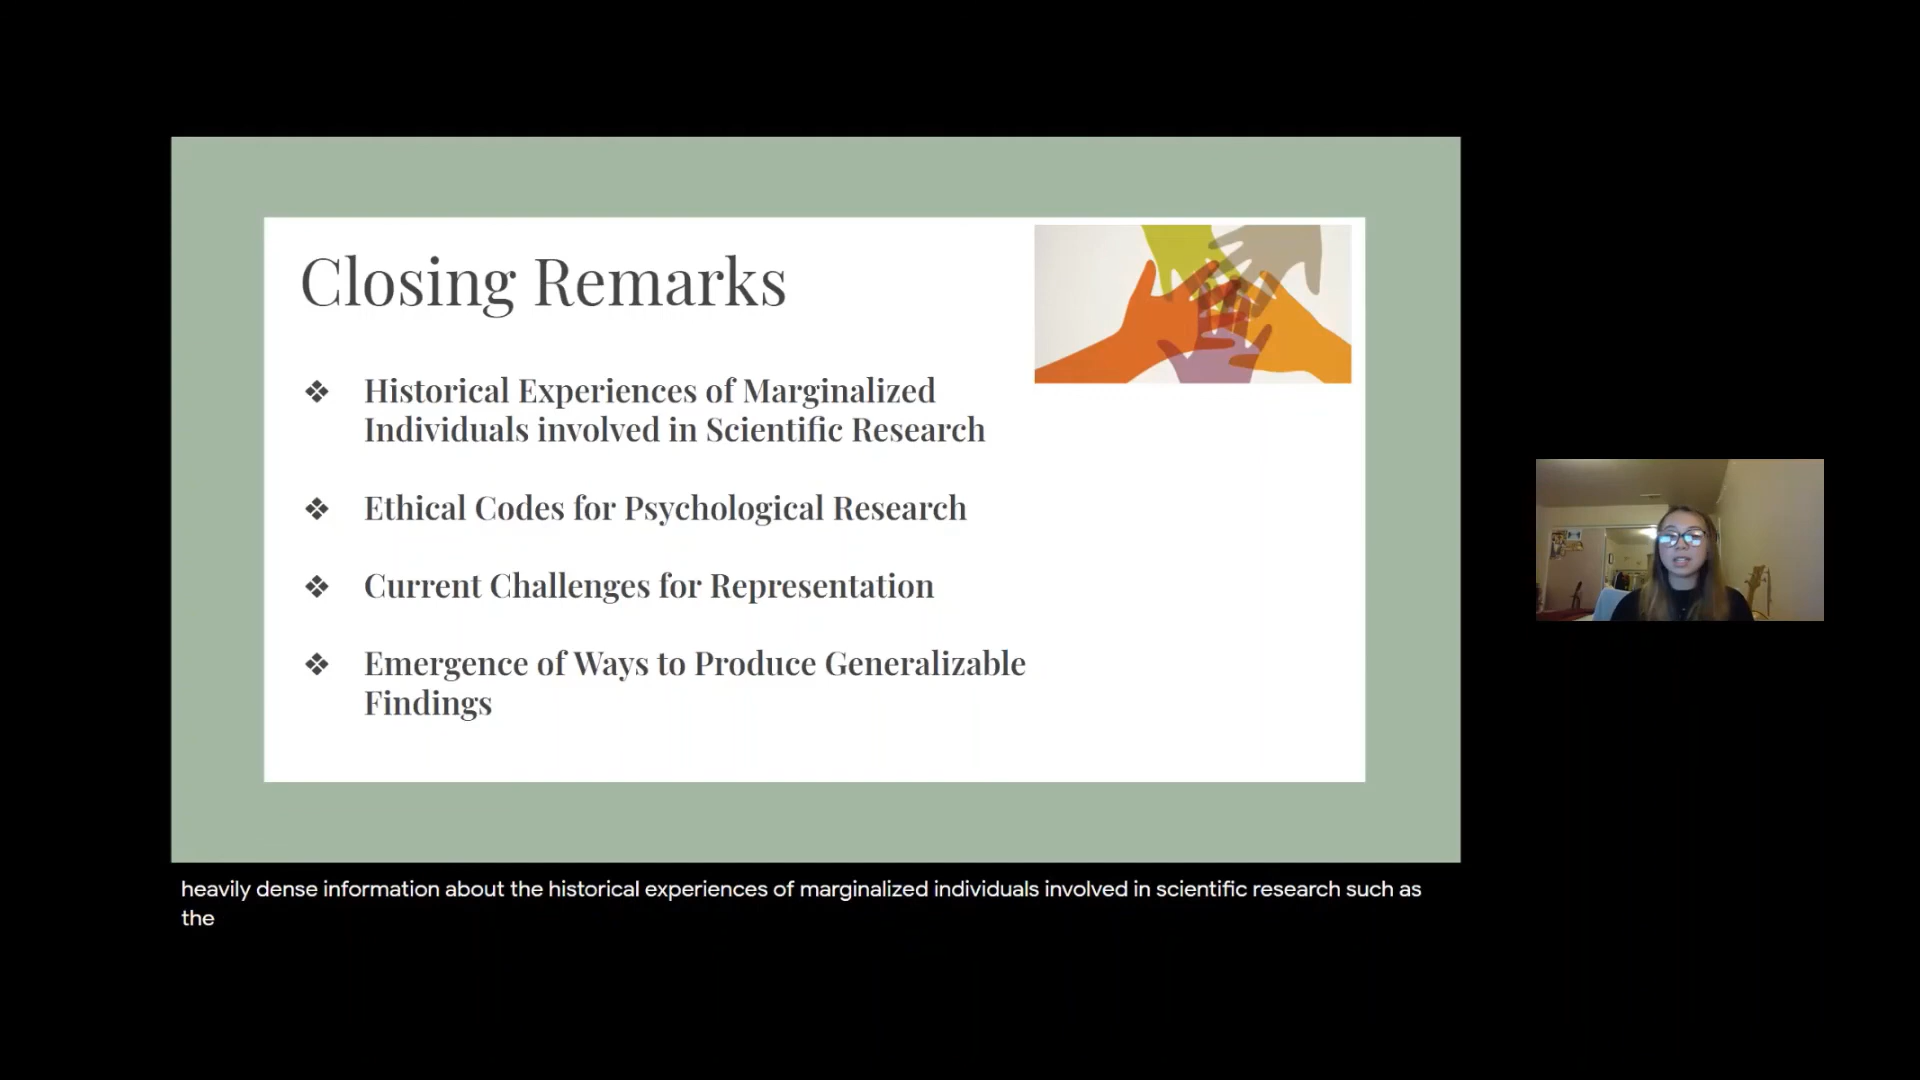 Closing Remarks
❖ Historical Experiences of Marginalized
Individuals involved in Scientific Research
❖ Ethical Codes for Psychological Research
❖ Current Challenges for Representation
❖ Emergence of Ways to Produce Generalizable
Findings
heavily dense information about the historical experiences of marginalized individuals involved in scientific research such as
the